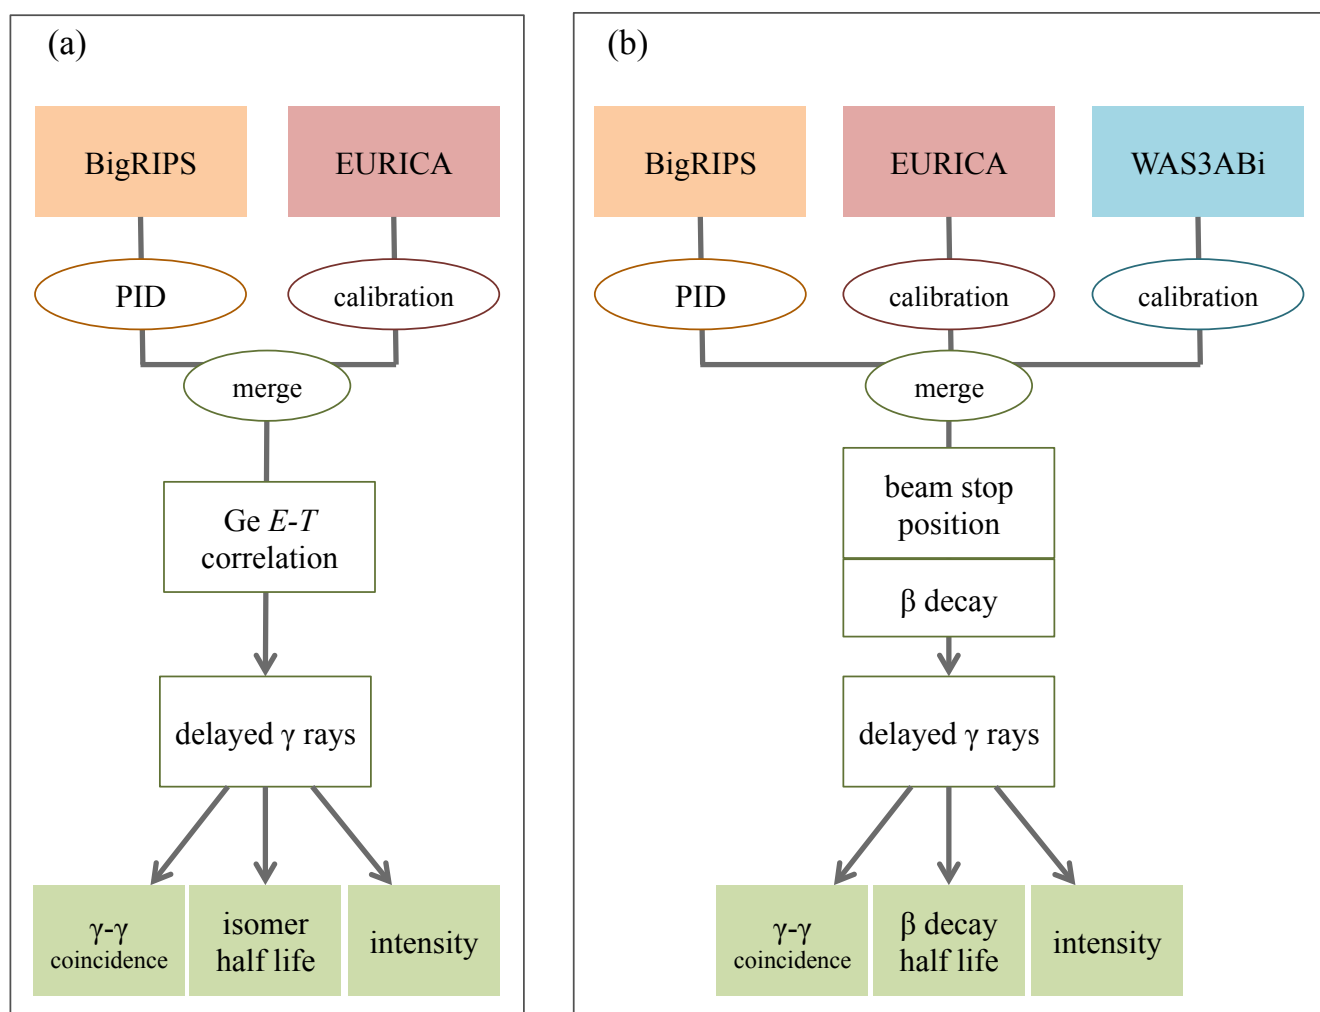 (a)
BigRIPS
EURICA
PID
calibration
merge
Ge E-T
correlation
delayed γ rays
γ-γ
coincidence
isomer
half life
intensity
(b)
BigRIPS
EURICA
WAS3ABi
PID
calibration
calibration
merge
beam stop
position
β decay
delayed γ rays
γ-γ
coincidence
β decay
half life
intensity